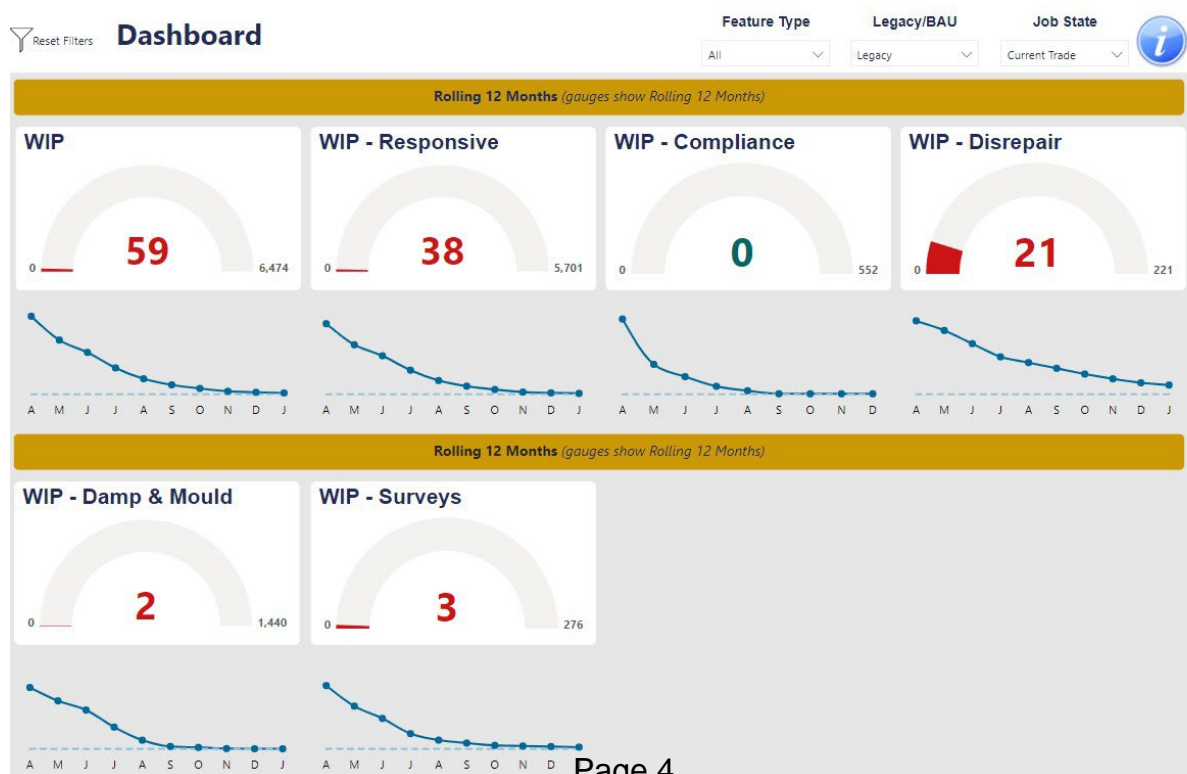 Feature Type Legacy/BAU Job State
Reset Filters Dashboard
All Legacy Current Trade i
Rolling 12 Months (gauges show Rolling 12 Months)
WIP WIP - Responsive WIP - Compliance WIP - Disrepair
59 38 0 21
0 6,474 0 5,701 0 552 0 221
A M J J A S O N D J A M J J A S O N D J A M J J A S O N D A M J J A S O N D J
Rolling 12 Months (gauges show Rolling 12 Months)
WIP - Damp & Mould WIP - Surveys
2 3
0 1,440 0 276
A M J J A S O N D J A M J J A S O N D
Page 4